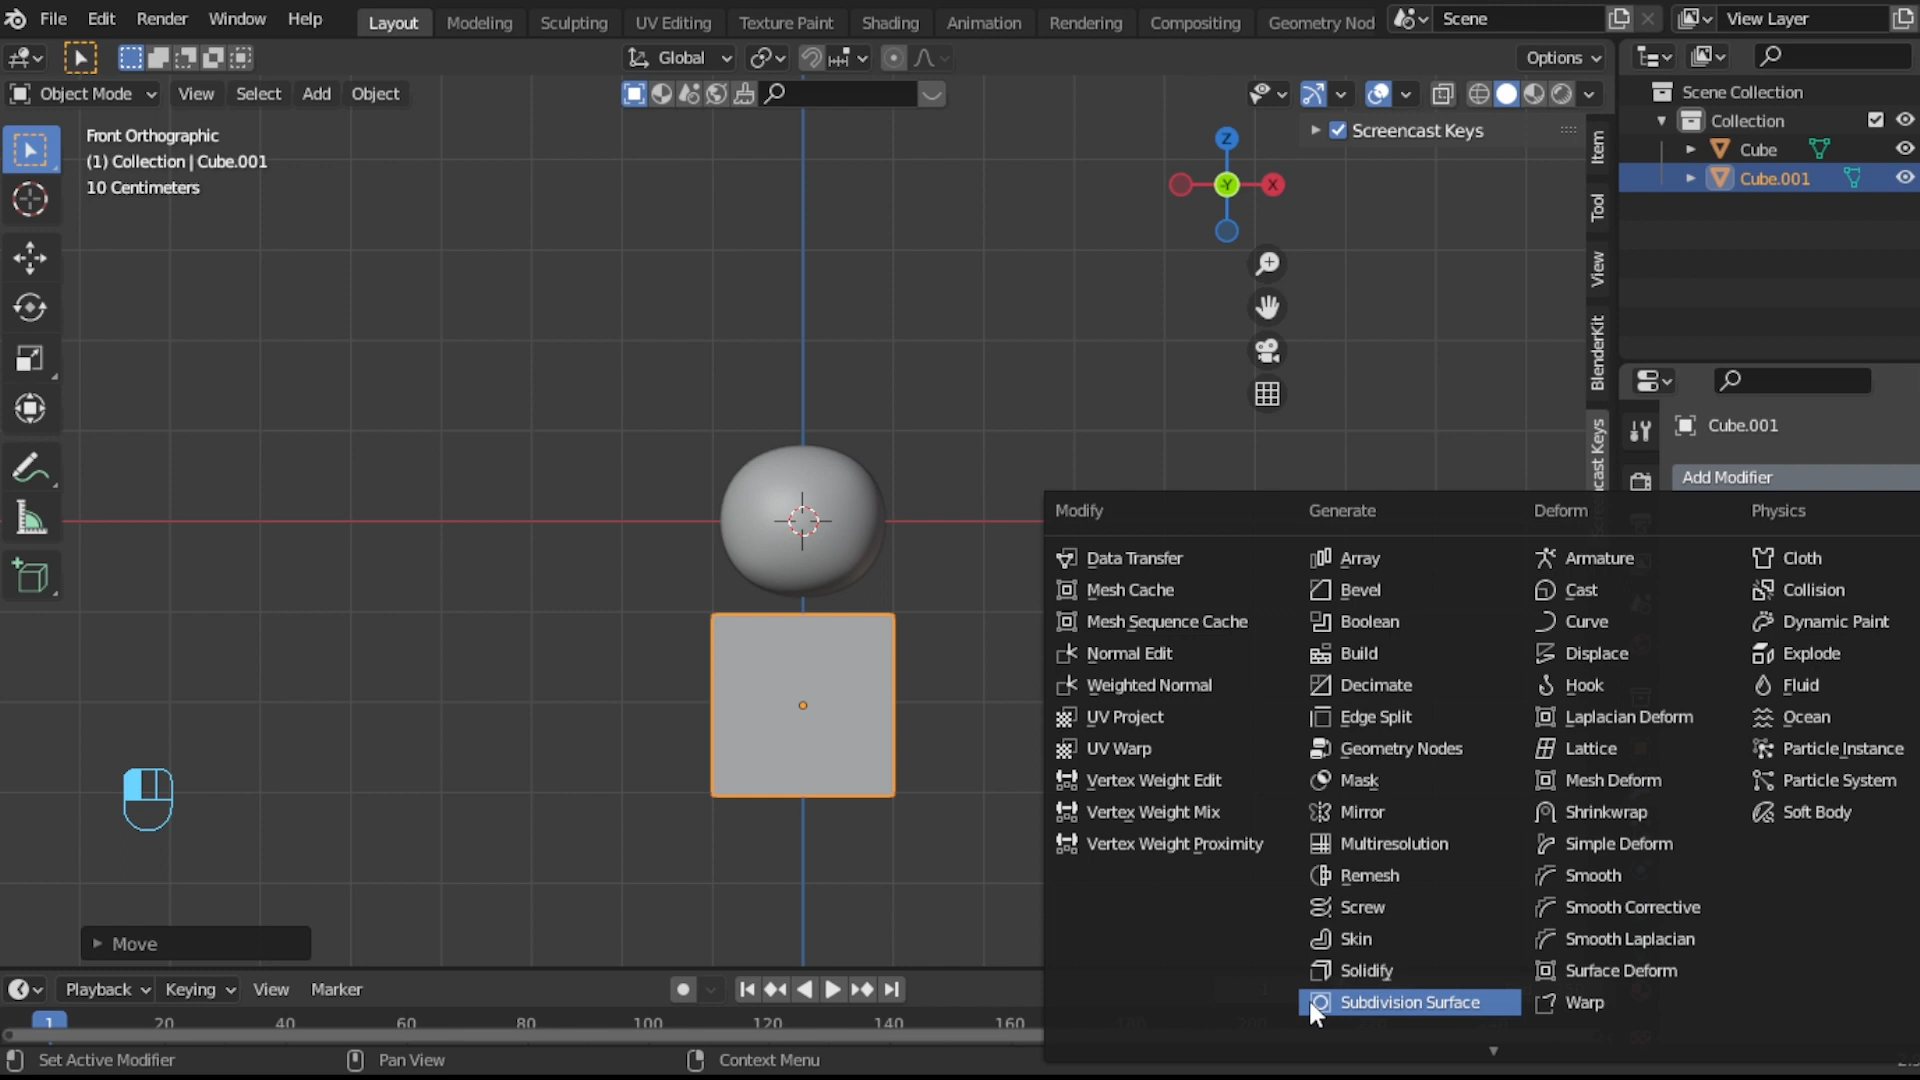 File Edit Render Window Help Layout Modeling Sculpting UV Editing Texture Paint Shading Animation Rendering Compositing Geometry Nod Scene View Layer
Global Options
Object Mode View Select Add Object
Front Orthographic
(1) Collection | Cube.001
10 Centimeters
Z
-Y
X
Screencast Keys
Item
Tool
View
BlenderKit
cast Keys
Scene Collection
Collection
Cube
Cube.001
Cube.001
Add Modifier
Modify
Data Transfer
Mesh Cache
Mesh Sequence Cache
Normal Edit
Weighted Normal
UV Project
UV Warp
Vertex Weight Edit
Vertex Weight Mix
Vertex Weight Proximity
Generate
Array
Bevel
Boolean
Build
Decimate
Edge Split
Geometry Nodes
Mask
Mirror
Multiresolution
Remesh
Screw
Skin
Solidify
Subdivision Surface
Deform
Armature
Cast
Curve
Displace
Hook
Laplacian Deform
Lattice
Mesh Deform
Shrinkwrap
Simple Deform
Smooth
Smooth Corrective
Smooth Laplacian
Surface Deform
Warp
Physics
Cloth
Collision
Dynamic Paint
Explode
Fluid
Ocean
Particle Instance
Particle System
Soft Body
Move
Playback Keying View Marker
1 20 40 60 80 100 120 140 160
Set Active Modifier Pan View Context Menu